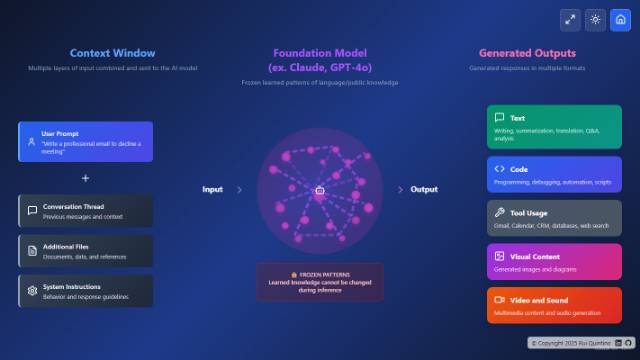 Context Window
Multiple layers of input combined and sent to the AI model
User Prompt
"Write a professional email to decline a
meeting"
+
Conversation Thread
Previous messages and context
Additional Files
Documents, data, and references
System Instructions
Behavior and response guidelines
Foundation Model
(ex. Claude, GPT-4o)
Frozen learned patterns of language/public knowledge
Input
Output
🔒 FROZEN PATTERNS
Learned knowledge cannot be changed
during inference
Generated Outputs
Generated responses in multiple formats
Text
Writing, summarization, translation, Q&A,
analysis
Code
Programming, debugging, automation, scripts
Tool Usage
Gmail, Calendar, CRM, databases, web search
Visual Content
Generated images and diagrams
Video and Sound
Multimedia content and audio generation
© Copyright 2025 Rui Quintino